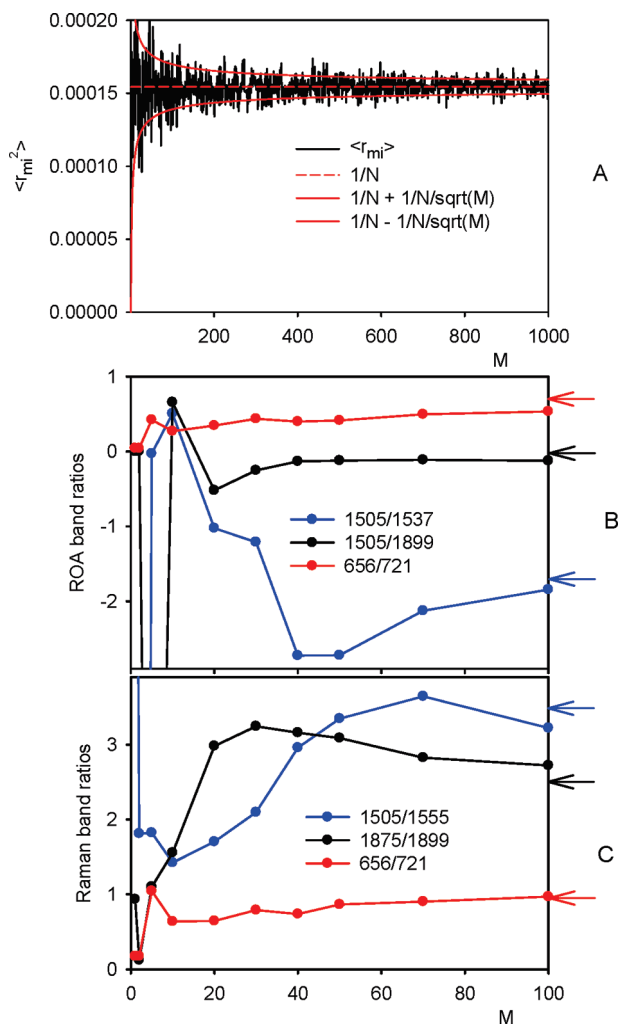 A
<r_mi^2>
0.00020
0.00015
0.00010
0.00005
0.00000
<r_mi>
1/N
1/N + 1/N/sqrt(M)
1/N - 1/N/sqrt(M)
200 400 600 800 1000
M
B
ROA band ratios
1
0
-1
-2
1505/1537
1505/1899
656/721
C
Raman band ratios
3
2
1
0
1505/1555
1875/1899
656/721
0 20 40 60 80 100
M